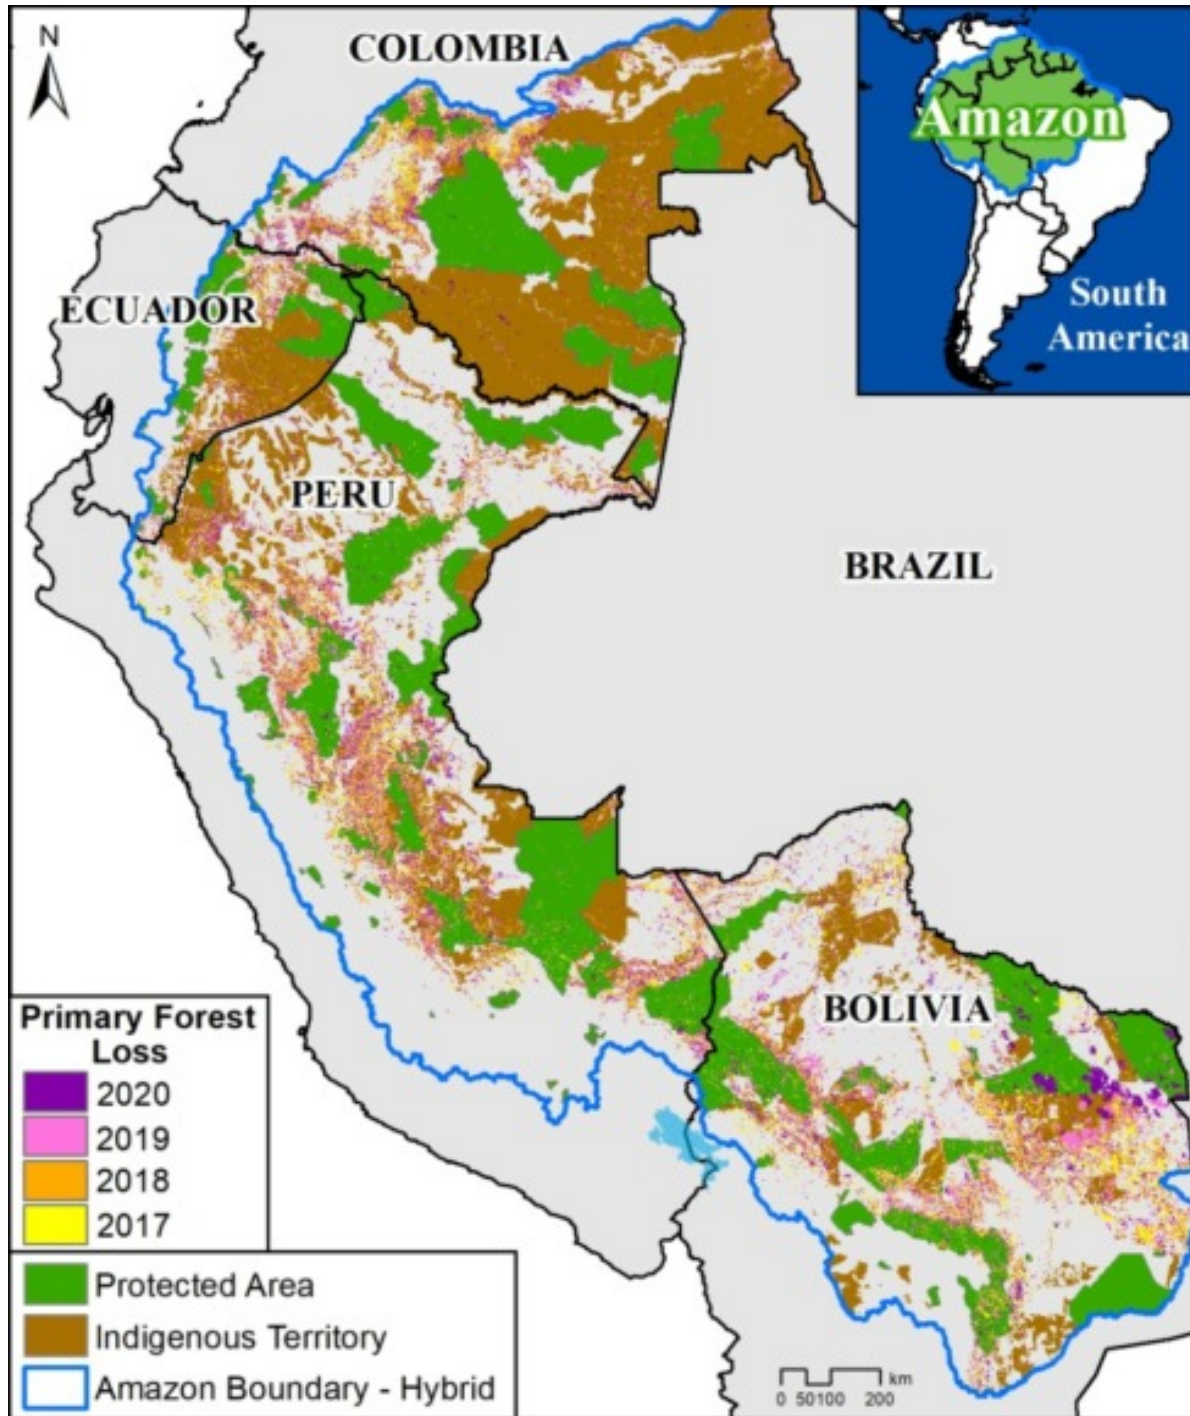 N
COLOMBIA
Amazon
South
America
ECUADOR
PERU
BRAZIL
BOLIVIA
Primary Forest
Loss
2020
2019
2018
2017
Protected Area
Indigenous Territory
Amazon Boundary - Hybrid
km
0 50100 200